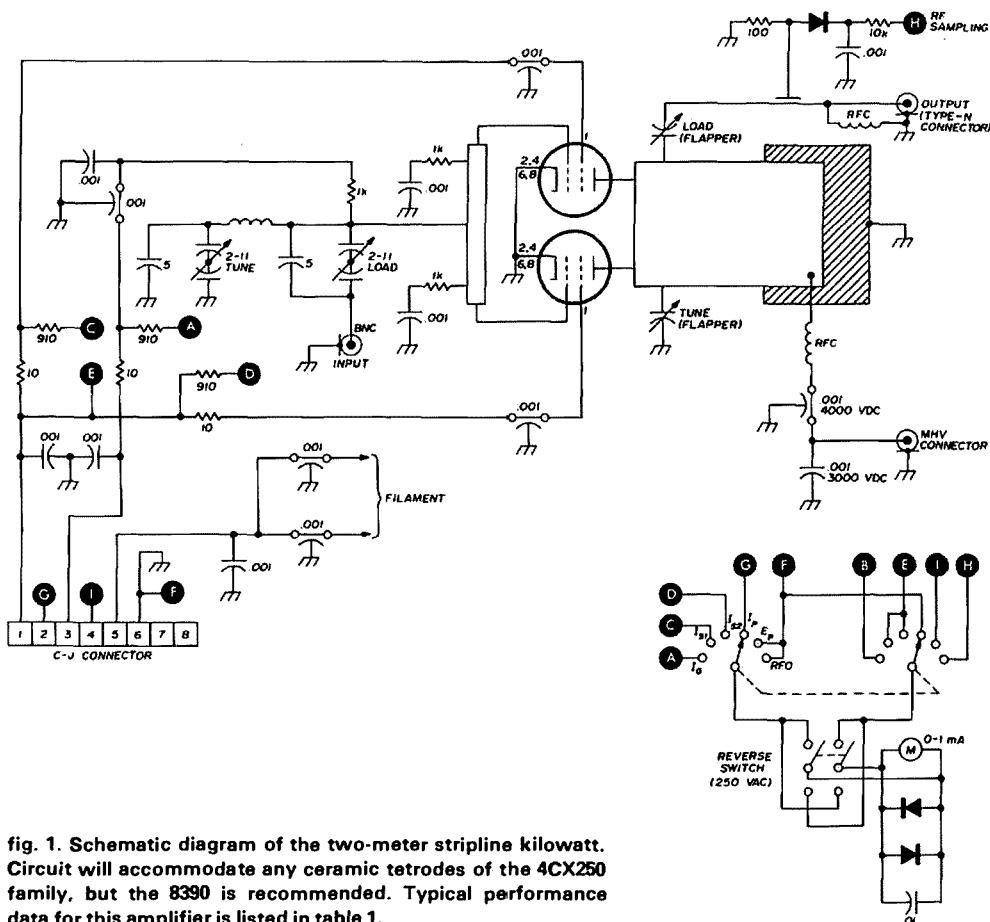 100
10k
H
RF
SAMPLING
.001
.001
OUTPUT
(TYPE-N
CONNECTOR)
RFC
LOAD
(FLAPPER)
1
1k
.001
2,4
6,8
.001
.001
1k
2-11
TUNE
2-11
LOAD
.5
.5
1k
.001
2,4
6,8
1
TUNE
(FLAPPER)
BNC
INPUT
RFC
910
C
910
A
10
E
10
910
D
10
.001
.001
4000 VDC
MHV
CONNECTOR
.001
3000 VDC
.001
.001
.001
.001
FILAMENT
.001
G
I
F
1 2 3 4 5 6 7 8
C-J CONNECTOR
G
F
B
E
I
H
D
C
A
IS1
IS2
IP
EP
IG
RFO
REVERSE
SWITCH
(250 VAC)
M
0-1 mA
fig. 1. Schematic diagram of the two-meter stripline kilowatt.
Circuit will accommodate any ceramic tetrodes of the 4CX250
family, but the 8390 is recommended. Typical performance
data for this amplifier is listed in table 1.